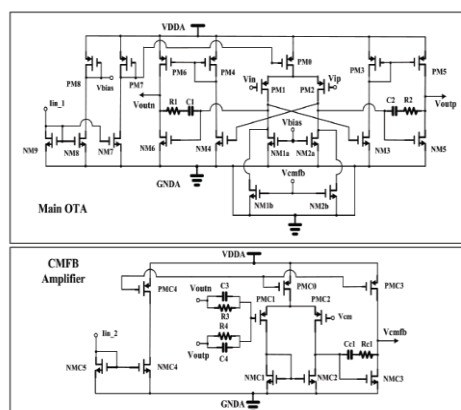 VDDA
PM8
PM7
PM6
PM4
PM0
PM3
PM5
Vbias
Vin
Vip
PM1
PM2
Iin_1
Voutn
Voutp
R1
C1
C2
R2
Vbias
NM9
NM8
NM7
NM6
NM4
NM1a
NM2a
NM3
NM5
GNDA
Vcmfb
NM1b
NM2b
Main OTA
CMFB
Amplifier
VDDA
PMC4
Voutn
C3
R3
PMC0
PMC3
PMC1
PMC2
R4
C4
Voutp
Vcm
Iin_2
Vcmfb
Cc1
Rc1
NMC5
NMC4
NMC1
NMC2
NMC3
GNDA